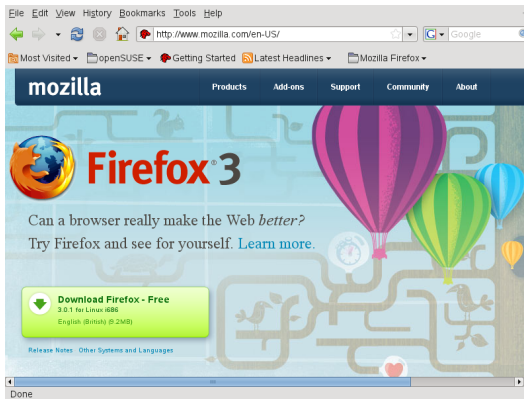 File Edit View History Bookmarks Tools Help
http://www.mozilla.com/en-US/ G Google
Most Visited openSUSE Getting Started Latest Headlines Mozilla Firefox
mozilla Products Add-ons Support Community About
Firefox® 3
Can a browser really make the Web better?
Try Firefox and see for yourself. Learn more.
Download Firefox - Free
3.0.1 for Linux i686
English (British) (9.2MB)
Release Notes Other Systems and Languages
Done